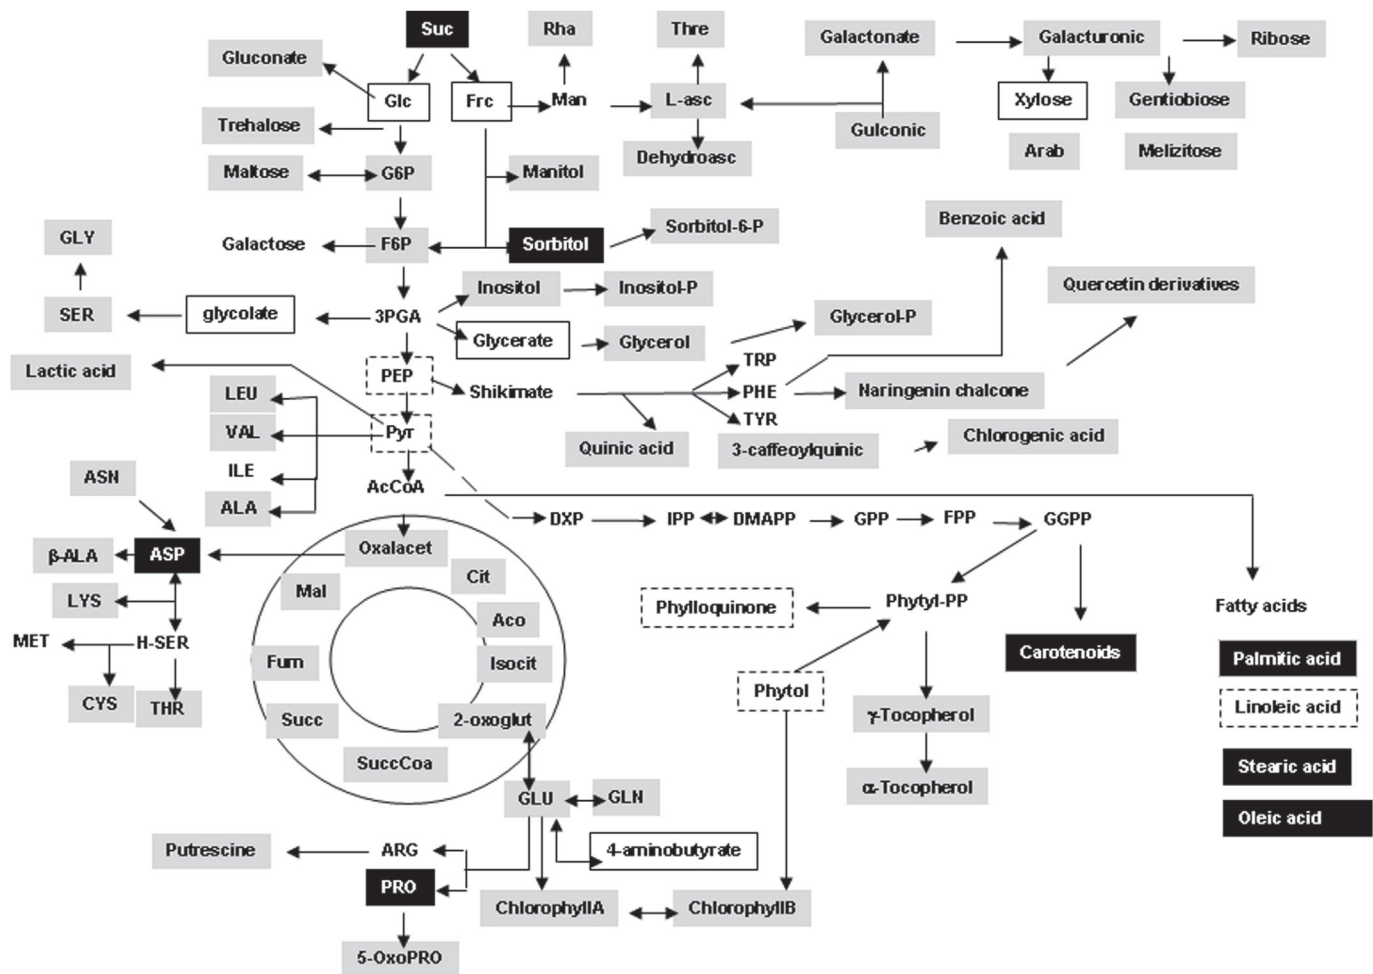 Suc
Rha
Thre
Galactonate
Galacturonic
Ribose
Gluconate
Glc
Frc
Man
L-asc
Xylose
Gentiobiose
Trehalose
Gulconic
Dehydroasc
Arab
Melizitose
Maltose
G6P
Manitol
GLY
Galactose
F6P
Sorbitol
Sorbitol-6-P
Benzoic acid
Inositol
Inositol-P
Quercetin derivatives
SER
glycolate
3PGA
Glycerate
Glycerol
Glycerol-P
Lactic acid
PEP
Shikimate
TRP
PHE
TYR
Naringenin chalcone
LEU
VAL
Pyr
Quinic acid
3-caffeoylquinic
Chlorogenic acid
ILE
ASN
ALA
AcCoA
DXP
IPP
DMAPP
GPP
FPP
GGPP
β-ALA
ASP
Oxalacet
Cit
Mal
LYS
Aco
Phylloquinone
Phytyl-PP
Fatty acids
MET
H-SER
Fum
Isocit
Carotenoids
Palmitic acid
Phytol
CYS
THR
Succ
2-oxoglut
γ-Tocopherol
Linoleic acid
SuccCoa
Stearic acid
GLU
GLN
α-Tocopherol
Oleic acid
Putrescine
ARG
4-aminobutyrate
PRO
ChlorophyllA
ChlorophyllB
5-OxoPRO